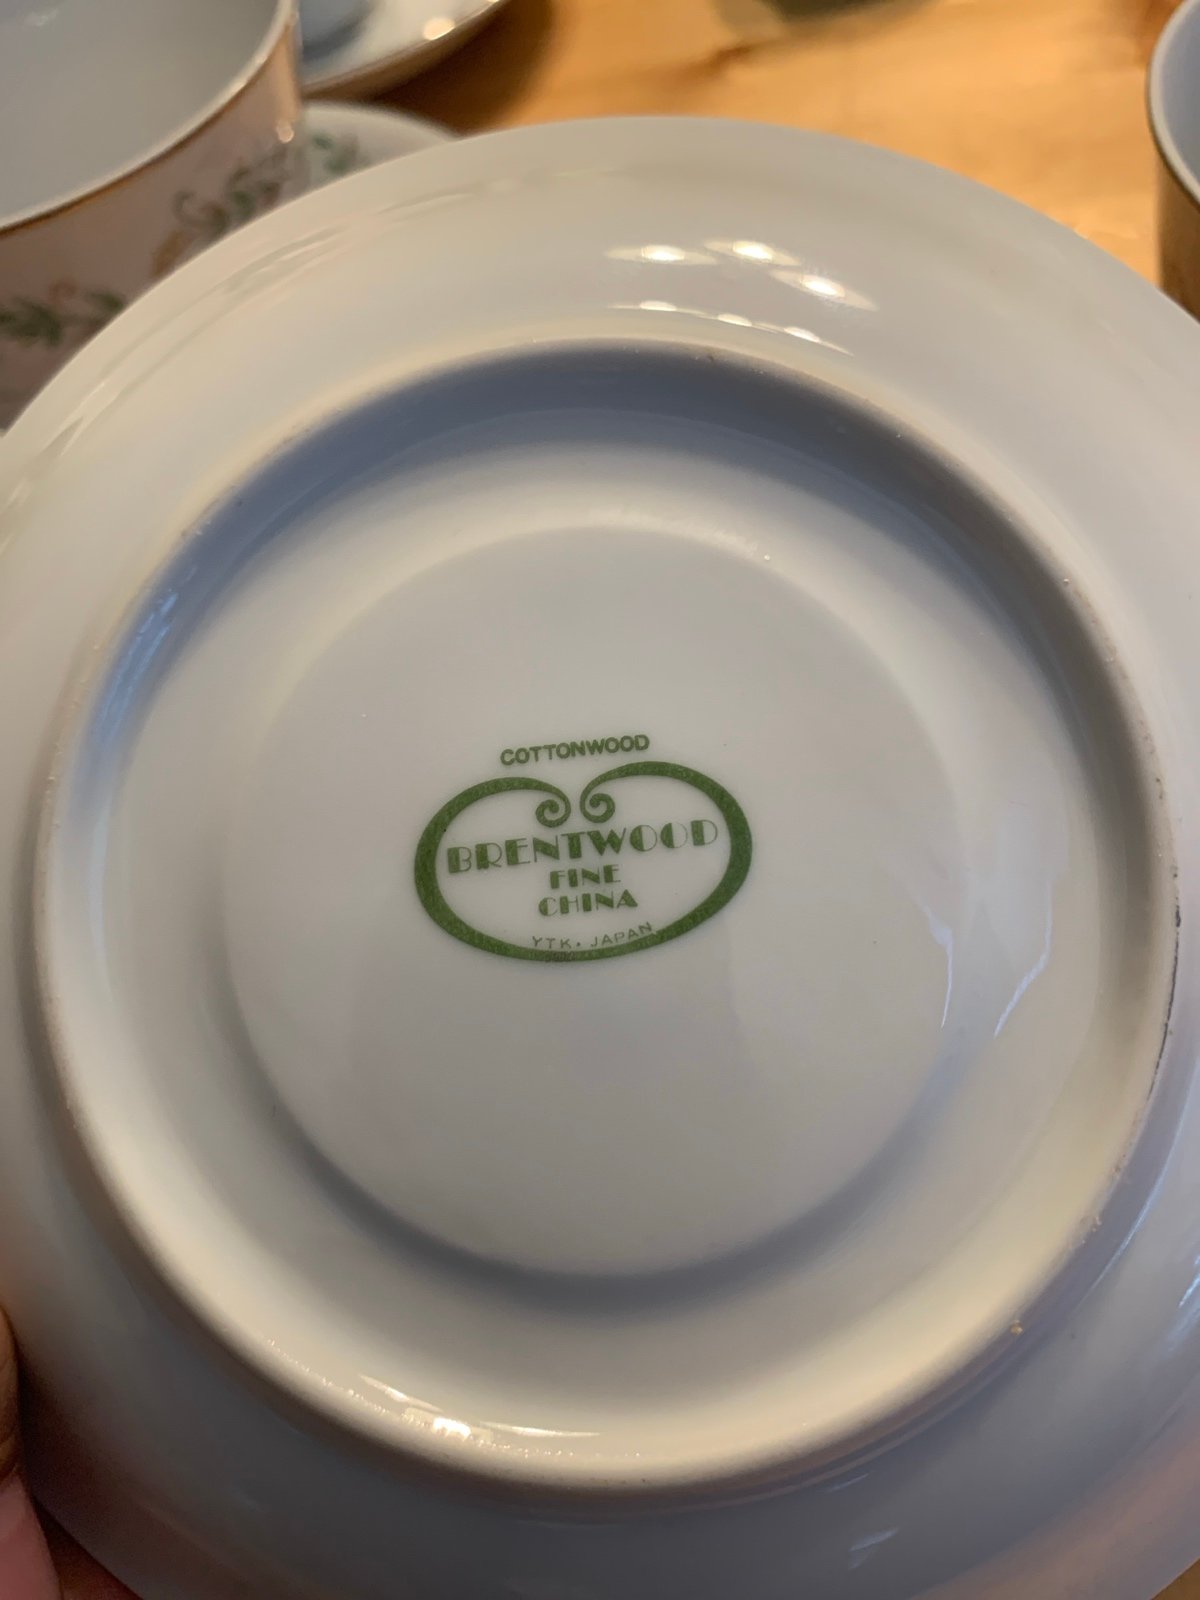 COTTONWOOD
BRENTWOOD
FINE
CHINA
YTK. JAPAN